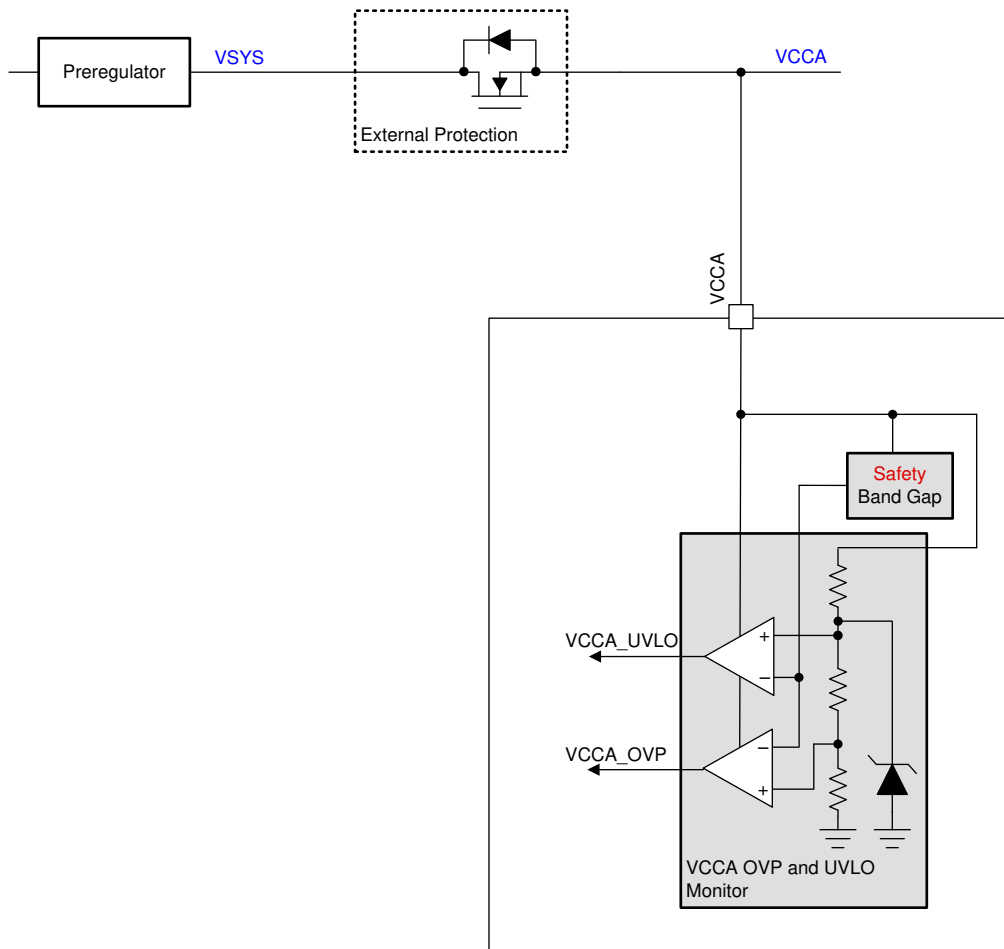 Preregulator
VSYS
VCCA
External Protection
VCCA
Safety
Band Gap
VCCA_UVLO
+
−
VCCA_OVP
−
+
VCCA OVP and UVLO
Monitor